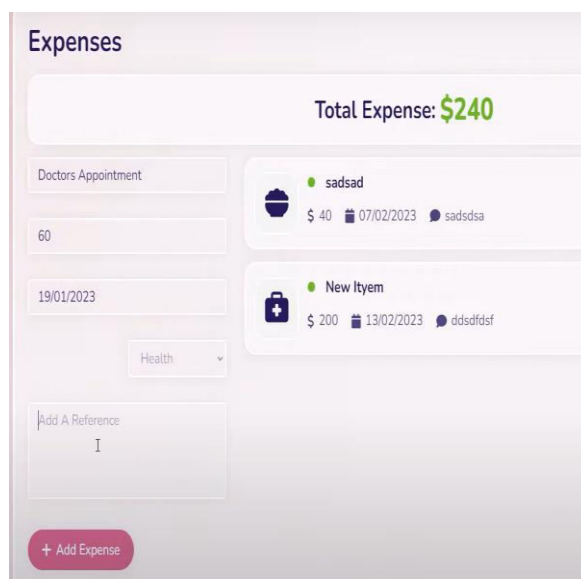 Expenses
Total Expense: $240
Doctors Appointment
60
19/01/2023
Health
Add A Reference
+ Add Expense
sadsad
$ 40 07/02/2023 sadsdsa
New Ityem
$ 200 13/02/2023 ddsdfdsf